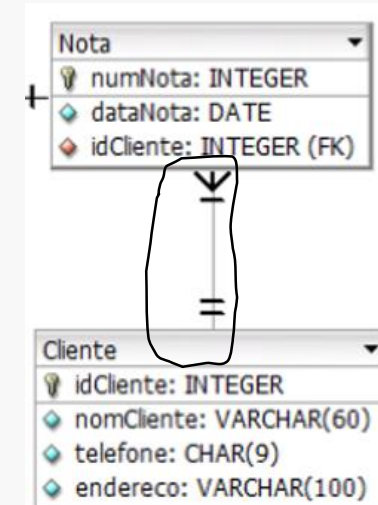 Nota
numNota: INTEGER
dataNota: DATE
idCliente: INTEGER (FK)
Cliente
idCliente: INTEGER
nomCliente: VARCHAR(60)
telefone: CHAR(9)
endereco: VARCHAR(100)